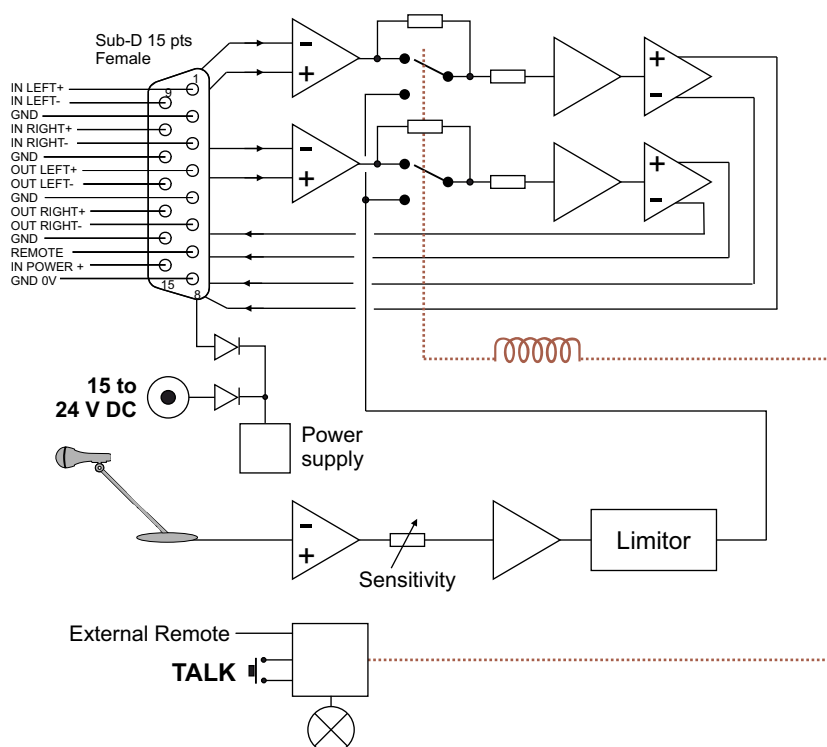 Sub-D 15 pts
Female
1
9
IN LEFT+
IN LEFT-
GND
IN RIGHT+
IN RIGHT-
GND
OUT LEFT+
OUT LEFT-
GND
OUT RIGHT+
OUT RIGHT-
GND
REMOTE
IN POWER +
GND 0V
15
8
- +
- +
+ -
+ -
15 to
24 V DC
Power
supply
- +
Sensitivity
Limitor
External Remote
TALK